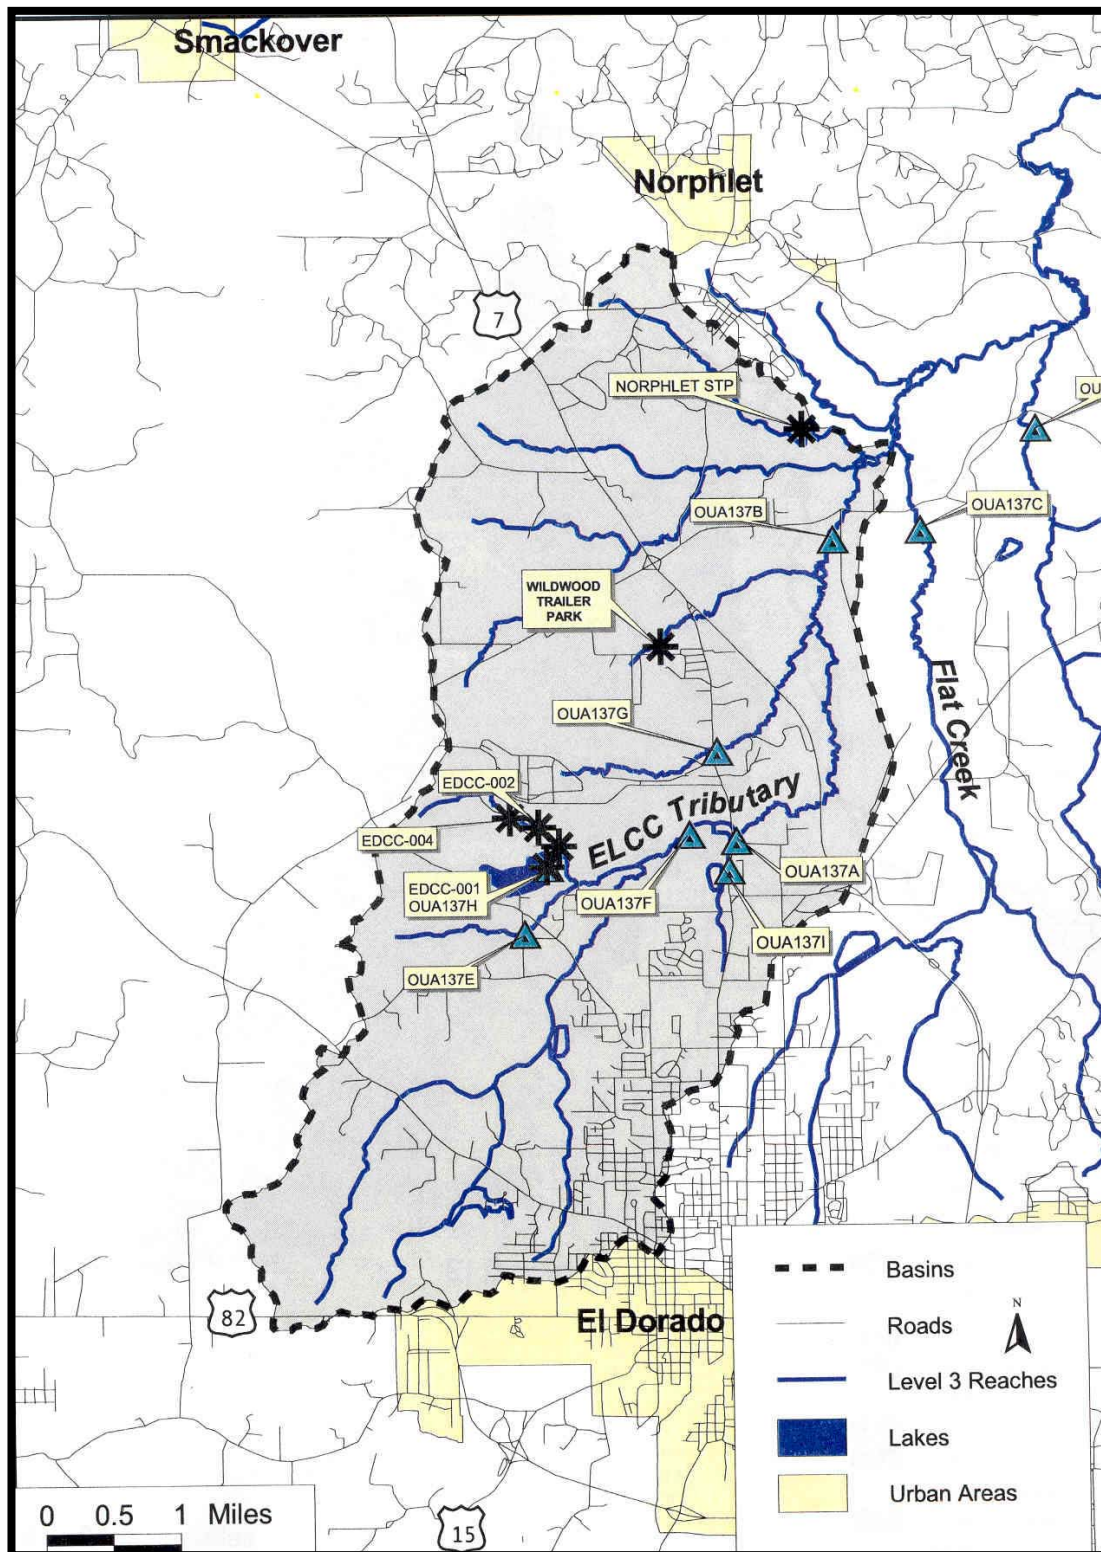 Smackover
Norphlet
7
NORPHLET STP
OU
OUA137B
OUA137C
WILDWOOD
TRAILER
PARK
Flat Creek
OUA137G
EDCC-002
ELCC Tributary
EDCC-004
EDCC-001
OUA137H
OUA137F
OUA137A
OUA137I
OUA137E
82
El Dorado
Basins
Roads
N
Level 3 Reaches
Lakes
Urban Areas
0 0.5 1 Miles
15